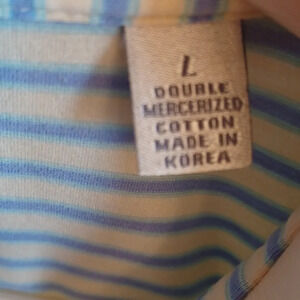 L
DOUBLE
MERCERIZED
COTTON
MADE IN
KOREA